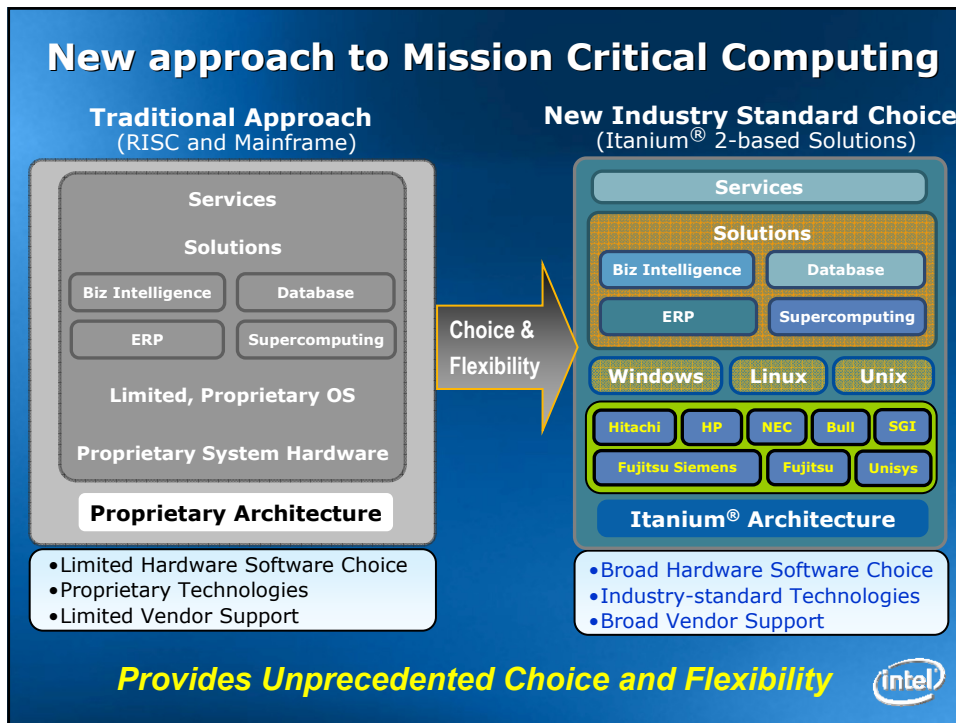 New approach to Mission Critical Computing
Traditional Approach
(RISC and Mainframe)
Services
Solutions
Biz Intelligence
Database
ERP
Supercomputing
Limited, Proprietary OS
Proprietary System Hardware
Proprietary Architecture
•Limited Hardware Software Choice
•Proprietary Technologies
•Limited Vendor Support
Choice &
Flexibility
New Industry Standard Choice
(Itanium® 2-based Solutions)
Services
Solutions
Biz Intelligence
Database
ERP
Supercomputing
Windows
Linux
Unix
Hitachi
HP
NEC
Bull
SGI
Fujitsu Siemens
Fujitsu
Unisys
Itanium® Architecture
•Broad Hardware Software Choice
•Industry-standard Technologies
•Broad Vendor Support
Provides Unprecedented Choice and Flexibility
intel